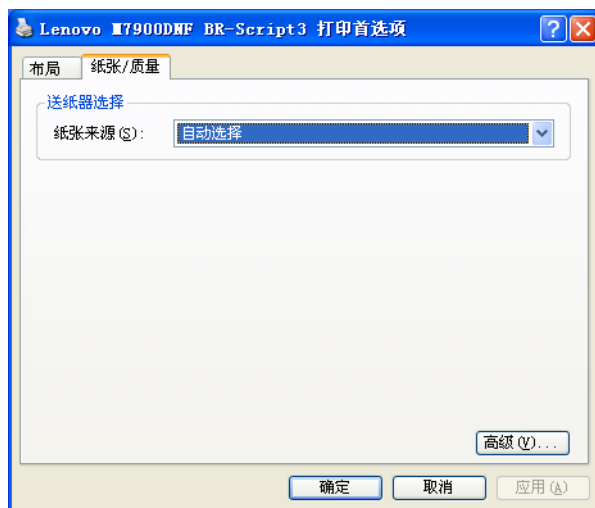 Lenovo M7900DNF BR-Script3 打印首选项
布局 纸张/质量
送纸器选择
纸张来源(S): 自动选择
高级(V)...
确定 取消 应用(A)